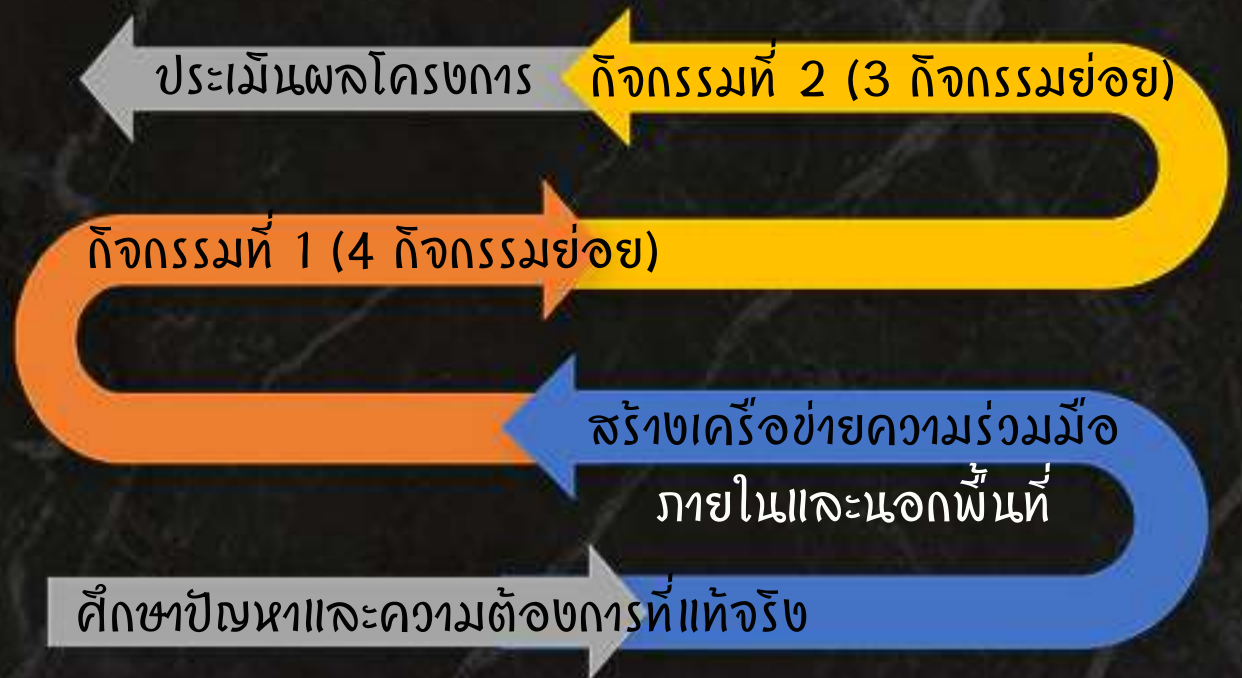 ประเมินผลโครงการ
กิจกรรมที่ 2 (3 กิจกรรมย่อย)
กิจกรรมที่ 1 (4 กิจกรรมย่อย)
สร้างเครือข่ายความร่วมมือ
ภายในและนอกพื้นที่
ศึกษาปัญหาและความต้องการที่แท้จริง